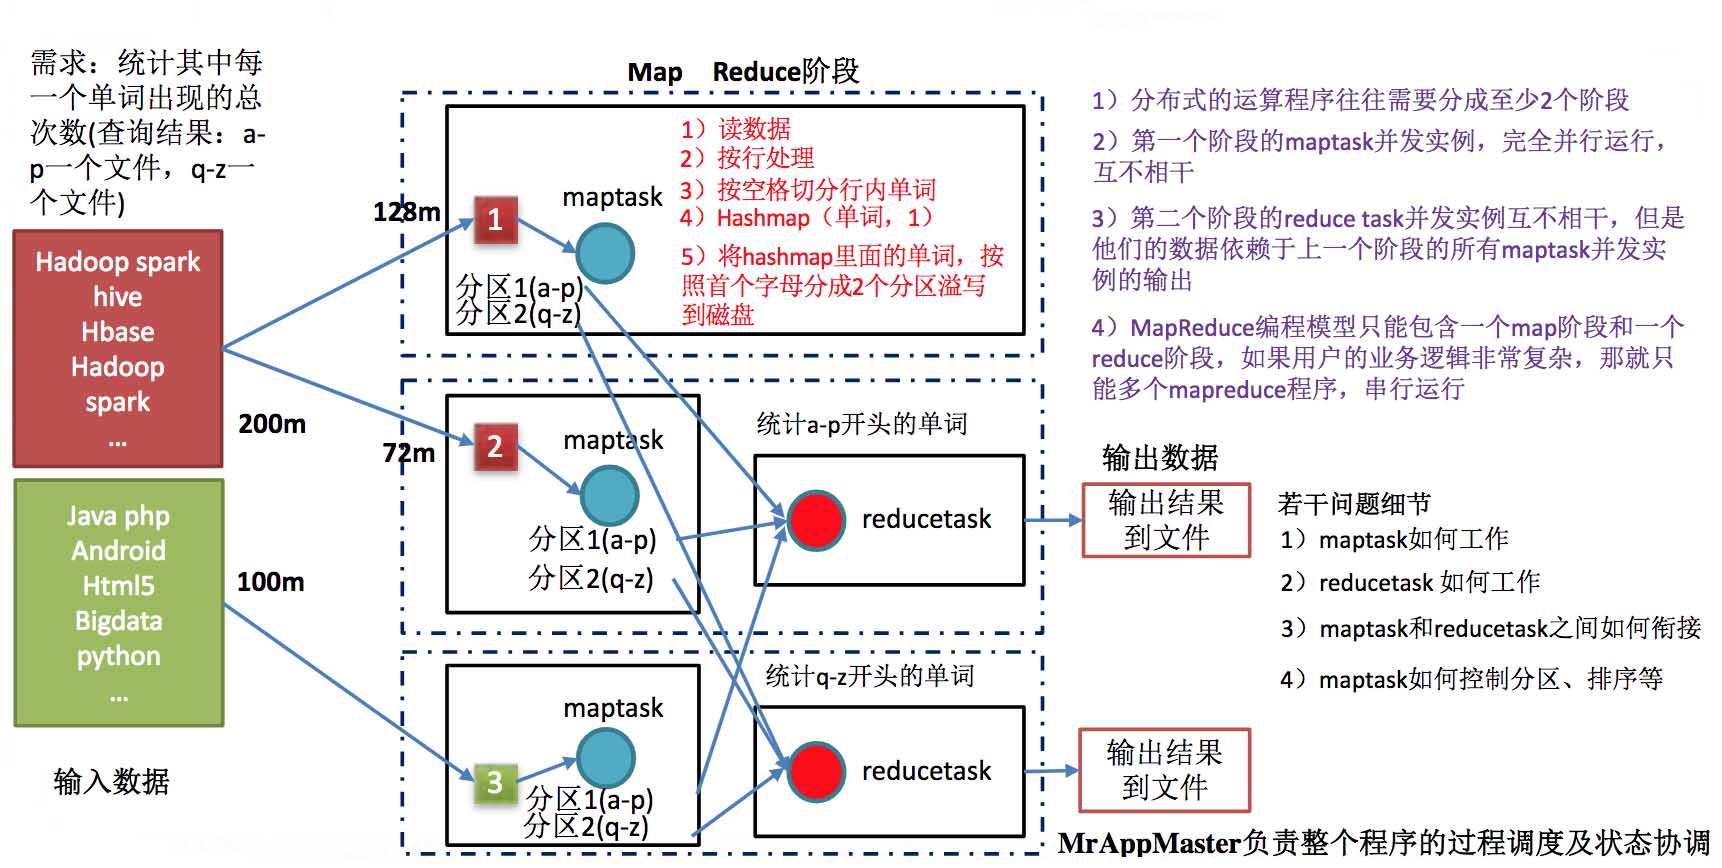 需求：统计其中每
一个单词出现的总
次数(查询结果：a-
p一个文件，q-z一
个文件)
Hadoop spark
hive
Hbase
Hadoop
spark
...
200m
Java php
Android
Html5
Bigdata
python
...
100m
输入数据
Map Reduce阶段
128m
1
maptask
分区1(a-p)
分区2(q-z)
1）读数据
2）按行处理
3）按空格切分行内单词
4）Hashmap（单词，1）
5）将hashmap里面的单词，按
照首个字母分成2个分区溢写
到磁盘
72m
2
maptask
分区1(a-p)
分区2(q-z)
统计a-p开头的单词
reducetask
3
maptask
分区1(a-p)
分区2(q-z)
统计q-z开头的单词
reducetask
1）分布式的运算程序往往需要分成至少2个阶段
2）第一个阶段的maptask并发实例，完全并行运行，
互不相干
3）第二个阶段的reduce task并发实例互不相干，但是
他们的数据依赖于上一个阶段的所有maptask并发实
例的输出
4）MapReduce编程模型只能包含一个map阶段和一个
reduce阶段，如果用户的业务逻辑非常复杂，那就只
能多个mapreduce程序，串行运行
输出数据
输出结果
到文件
若干问题细节
1）maptask如何工作
2）reducetask 如何工作
3）maptask和reducetask之间如何衔接
4）maptask如何控制分区、排序等
输出结果
到文件
MrAppMaster负责整个程序的过程调度及状态协调